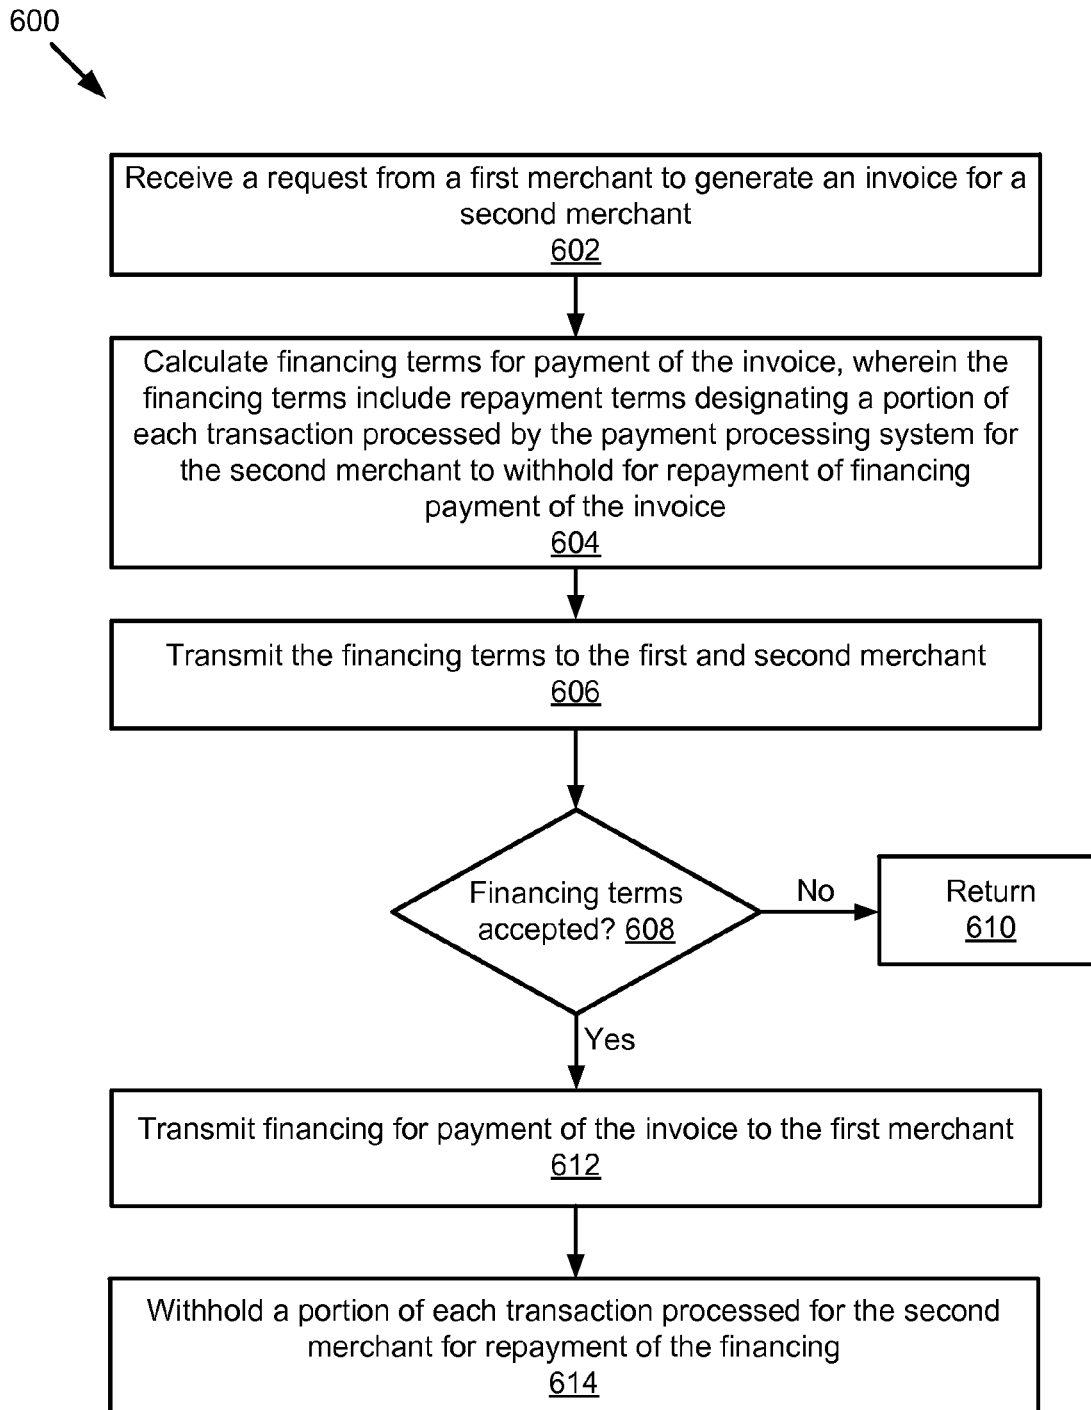 600
Receive a request from a first merchant to generate an invoice for a
second merchant
602
Calculate financing terms for payment of the invoice, wherein the
financing terms include repayment terms designating a portion of
each transaction processed by the payment processing system for
the second merchant to withhold for repayment of financing
payment of the invoice
604
Transmit the financing terms to the first and second merchant
606
Financing terms
accepted? 608
No
Return
610
Yes
Transmit financing for payment of the invoice to the first merchant
612
Withhold a portion of each transaction processed for the second
merchant for repayment of the financing
614